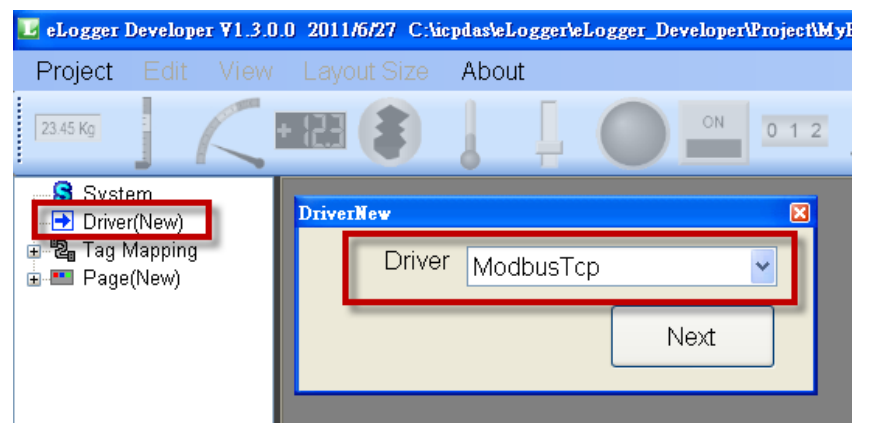 eLogger Developer V1.3.0.0 2011/6/27 C:\icpdas\eLogger\eLogger_Developer\Project\MyP
Project Edit View Layout Size About
23.45 Kg
+ 12.3
ON
0 1 2
System
Driver(New)
Tag Mapping
Page(New)
DriverNew
Driver ModbusTcp
Next